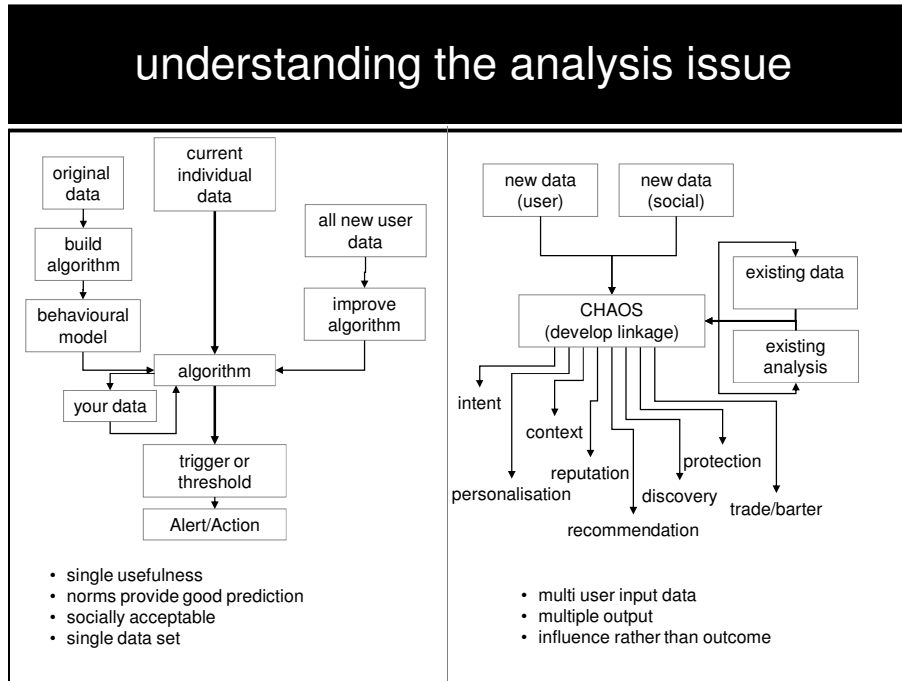 understanding the analysis issue
original
data
build
algorithm
behavioural
model
current
individual
data
all new user
data
improve
algorithm
algorithm
your data
trigger or
threshold
Alert/Action
• single usefulness
• norms provide good prediction
• socially acceptable
• single data set
new data
(user)
new data
(social)
existing data
CHAOS
(develop linkage)
existing
analysis
intent
context
reputation
protection
personalisation
discovery
trade/barter
recommendation
• multi user input data
• multiple output
• influence rather than outcome